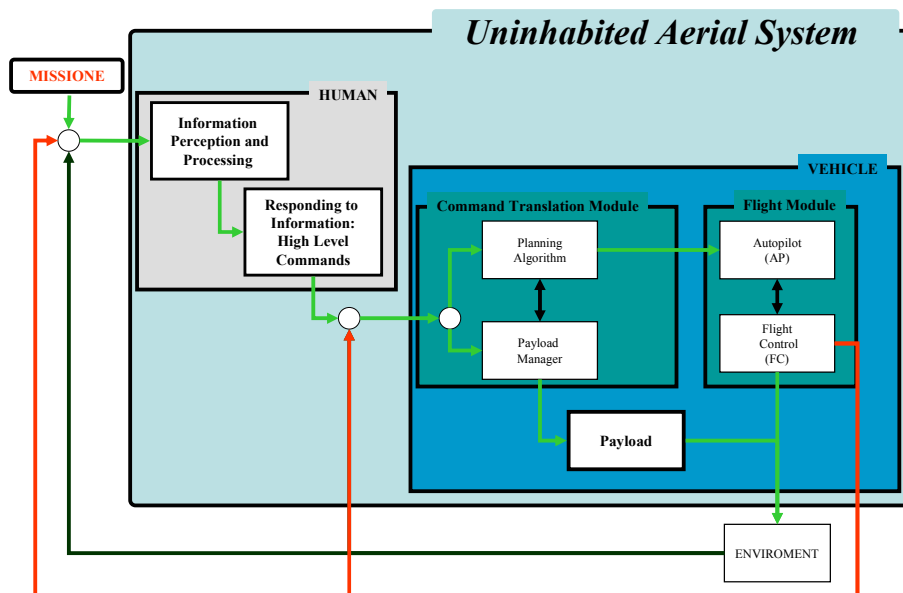 Uninhabited Aerial System
MISSIONE
HUMAN
Information
Perception and
Processing
Responding to
Information:
High Level
Commands
VEHICLE
Command Translation Module
Flight Module
Planning
Algorithm
Autopilot
(AP)
Payload
Manager
Flight
Control
(FC)
Payload
ENVIROMENT